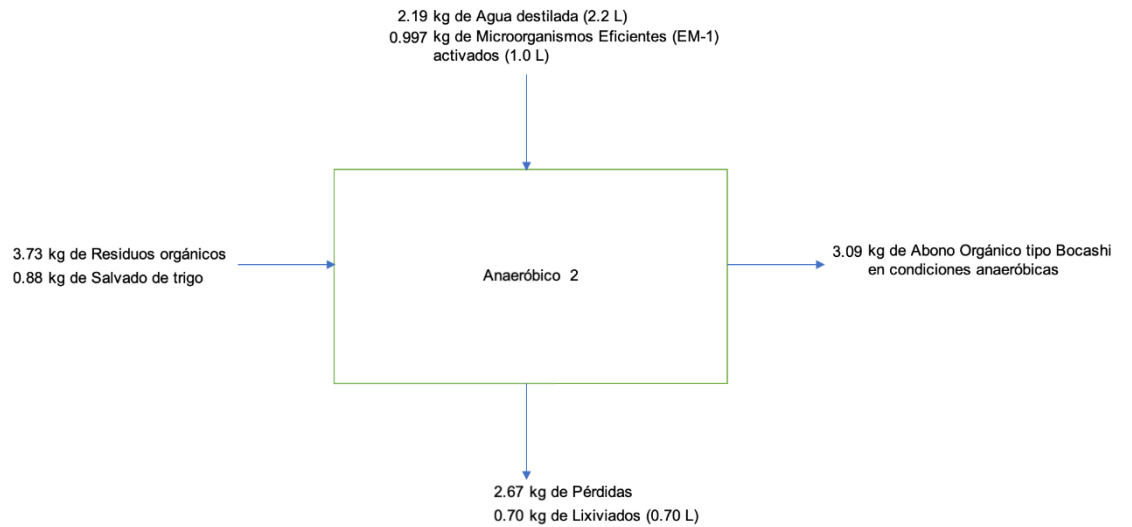 2.19 kg de Agua destilada (2.2 L)
0.997 kg de Microorganismos Eficientes (EM-1)
activados (1.0 L)
3.73 kg de Residuos orgánicos
0.88 kg de Salvado de trigo
Anaeróbico 2
3.09 kg de Abono Orgánico tipo Bocashi
en condiciones anaeróbicas
2.67 kg de Pérdidas
0.70 kg de Lixiviados (0.70 L)